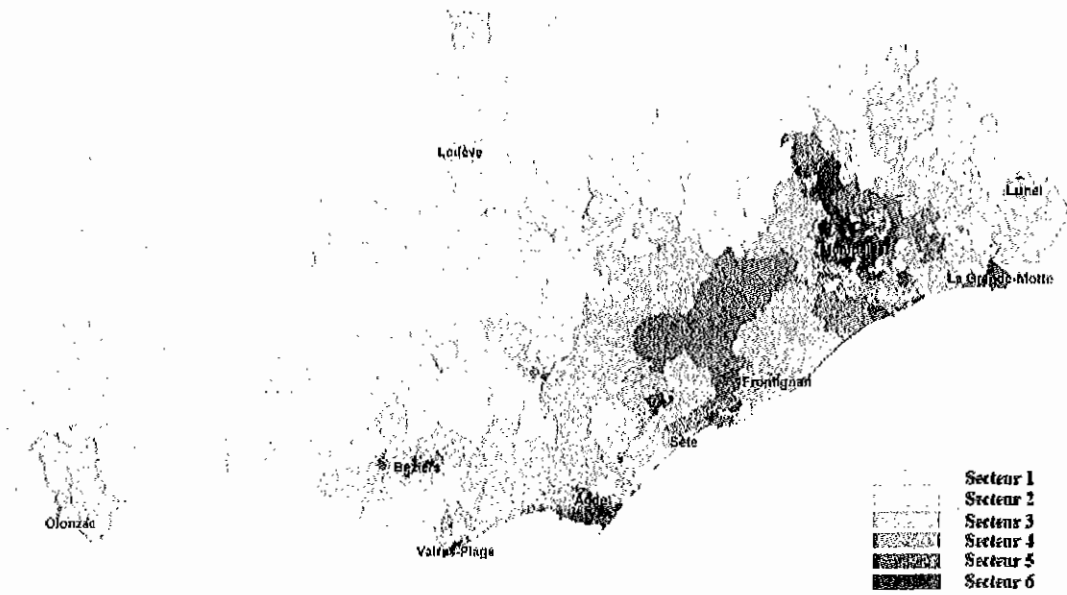 Lodève
Lunel
Montpellier
La Grande-Motte
Frontignan
Sète
Béziers
Agde
Olonzac
Valras-Plage
Secteur 1
Secteur 2
Secteur 3
Secteur 4
Secteur 5
Secteur 6